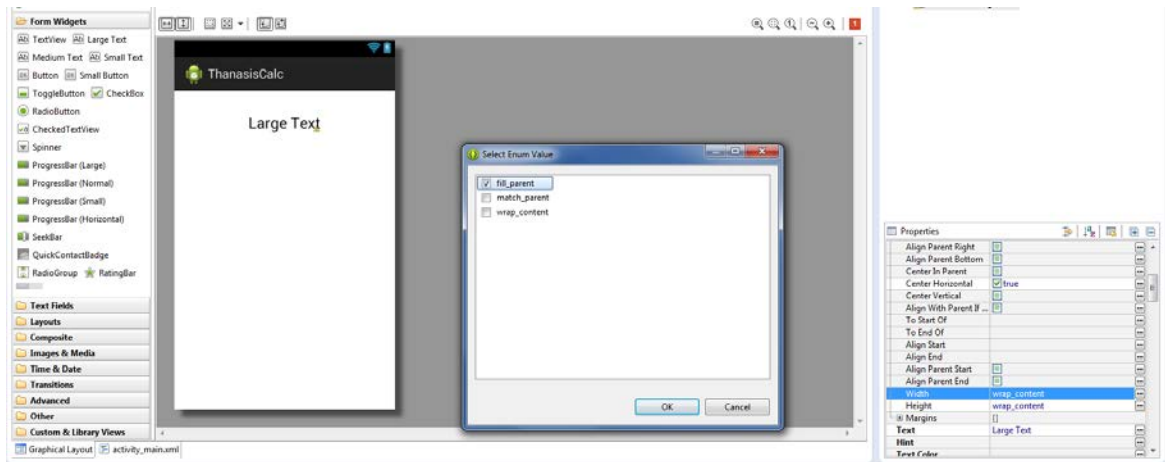 Form Widgets
TextView Large Text
Medium Text Small Text
Button Small Button
ToggleButton CheckBox
RadioButton
CheckedTextView
Spinner
ProgressBar (Large)
ProgressBar (Normal)
ProgressBar (Small)
ProgressBar (Horizontal)
SeekBar
QuickContactBadge
RadioGroup RatingBar
Text Fields
Layouts
Composite
Images & Media
Time & Date
Transitions
Advanced
Other
Custom & Library Views
Graphical Layout activity_main.xml
1
ThanasisCalc
Large Text
Select Enum Value
fill_parent
match_parent
wrap_content
OK Cancel
Properties
Align Parent Right
Align Parent Bottom
Center In Parent
Center Horizontal true
Center Vertical
Align With Parent If ...
To Start Of
To End Of
Align Start
Align End
Align Parent Start
Align Parent End
Width wrap_content
Height wrap_content
Margins []
Text Large Text
Hint
Text Color